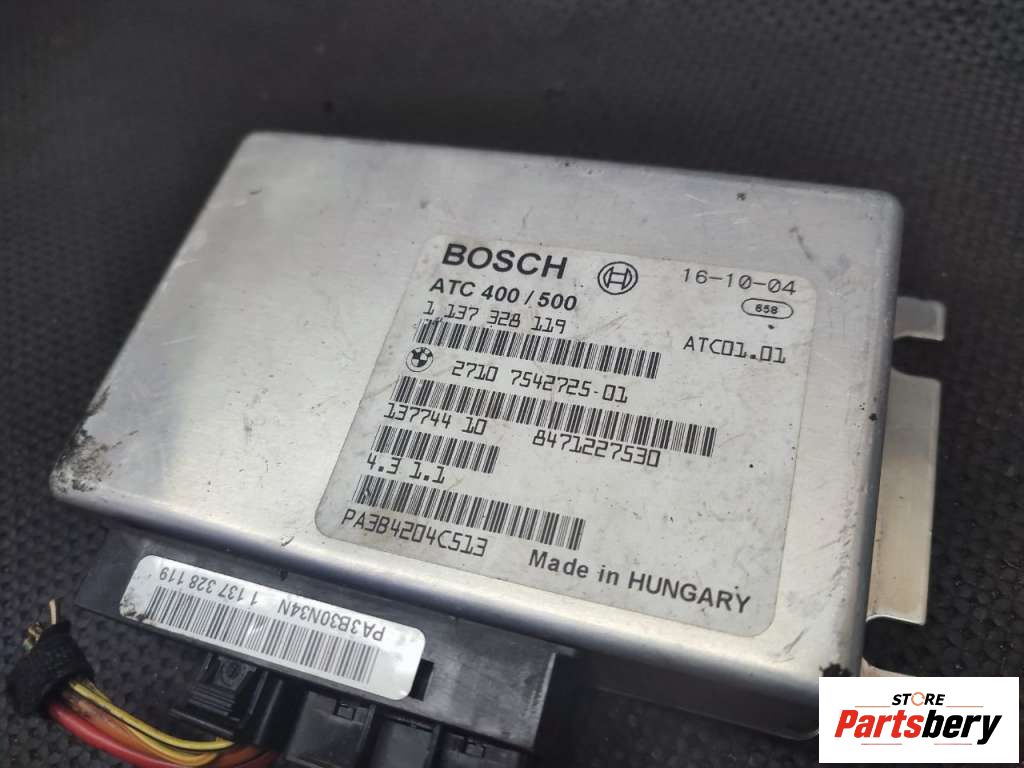 BOSCH
16-10-04
ATC 400 / 500
658
1 137 328 119
ATC01.01
2710 7542725-01
137744 10 8471227530
4.3 1.1
PA3B4204C513
Made in HUNGARY
PA3B30N34N 1 137 328 119
STORE
Partsbery